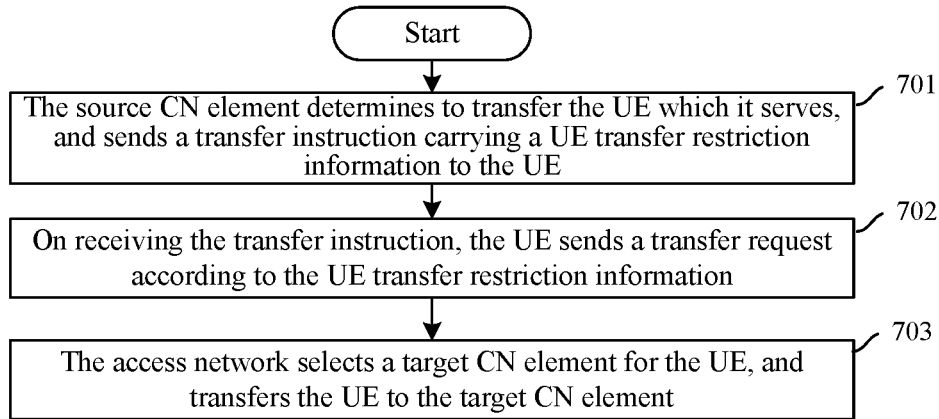 Start
701
The source CN element determines to transfer the UE which it serves,
and sends a transfer instruction carrying a UE transfer restriction
information to the UE
702
On receiving the transfer instruction, the UE sends a transfer request
according to the UE transfer restriction information
703
The access network selects a target CN element for the UE, and
transfers the UE to the target CN element